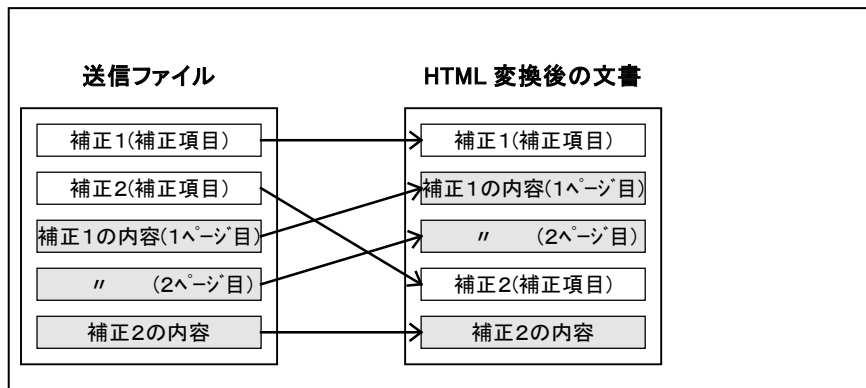 送信ファイル
補正1(補正項目)
補正2(補正項目)
補正1の内容(1ﾍﾟｰｼﾞ目)
〃 (2ﾍﾟｰｼﾞ目)
補正2の内容
HTML 変換後の文書
補正1(補正項目)
補正1の内容(1ﾍﾟｰｼﾞ目)
〃 (2ﾍﾟｰｼﾞ目)
補正2(補正項目)
補正2の内容